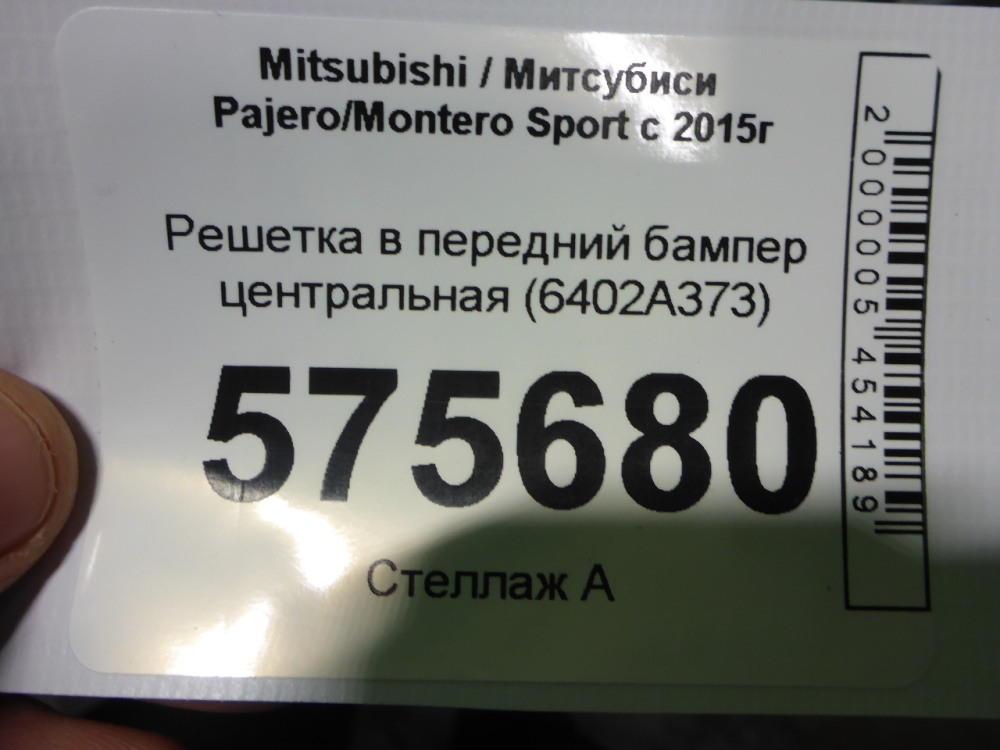 Mitsubishi / Митсубиси
Pajero/Montero Sport с 2015г
Решетка в передний бампер
центральная (6402A373)
575680
Стеллаж А
2000005454189